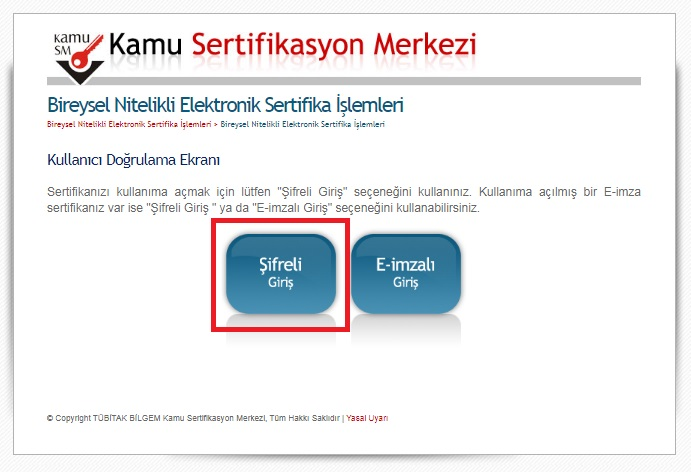 kamu
SM
Kamu Sertifikasyon Merkezi
Bireysel Nitelikli Elektronik Sertifika İşlemleri
Bireysel Nitelikli Elektronik Sertifika İşlemleri > Bireysel Nitelikli Elektronik Sertifika İşlemleri
Kullanıcı Doğrulama Ekranı
Sertifikanızı kullanıma açmak için lütfen "Şifreli Giriş" seçeneğini kullanınız. Kullanıma açılmış bir E-imza
sertifikanız var ise "Şifreli Giriş " ya da "E-imzalı Giriş" seçeneğini kullanabilirsiniz.
Şifreli
Giriş
E-imzalı
Giriş
© Copyright TÜBİTAK BİLGEM Kamu Sertifikasyon Merkezi, Tüm Hakkı Saklıdır | Yasal Uyarı